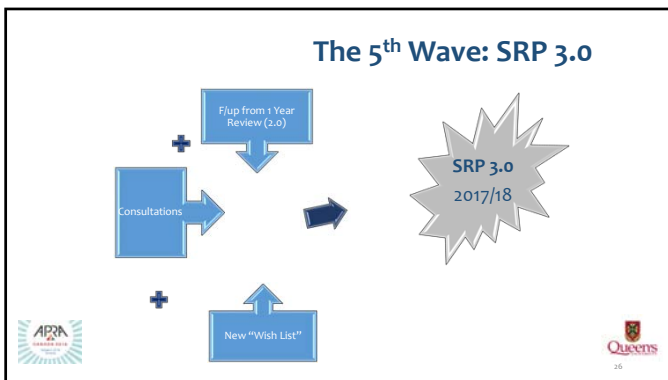 The 5th Wave: SRP 3.0
F/up from 1 Year
Review (2.0)
Consultations
SRP 3.0
2017/18
New “Wish List”
APRA
Queen's
26